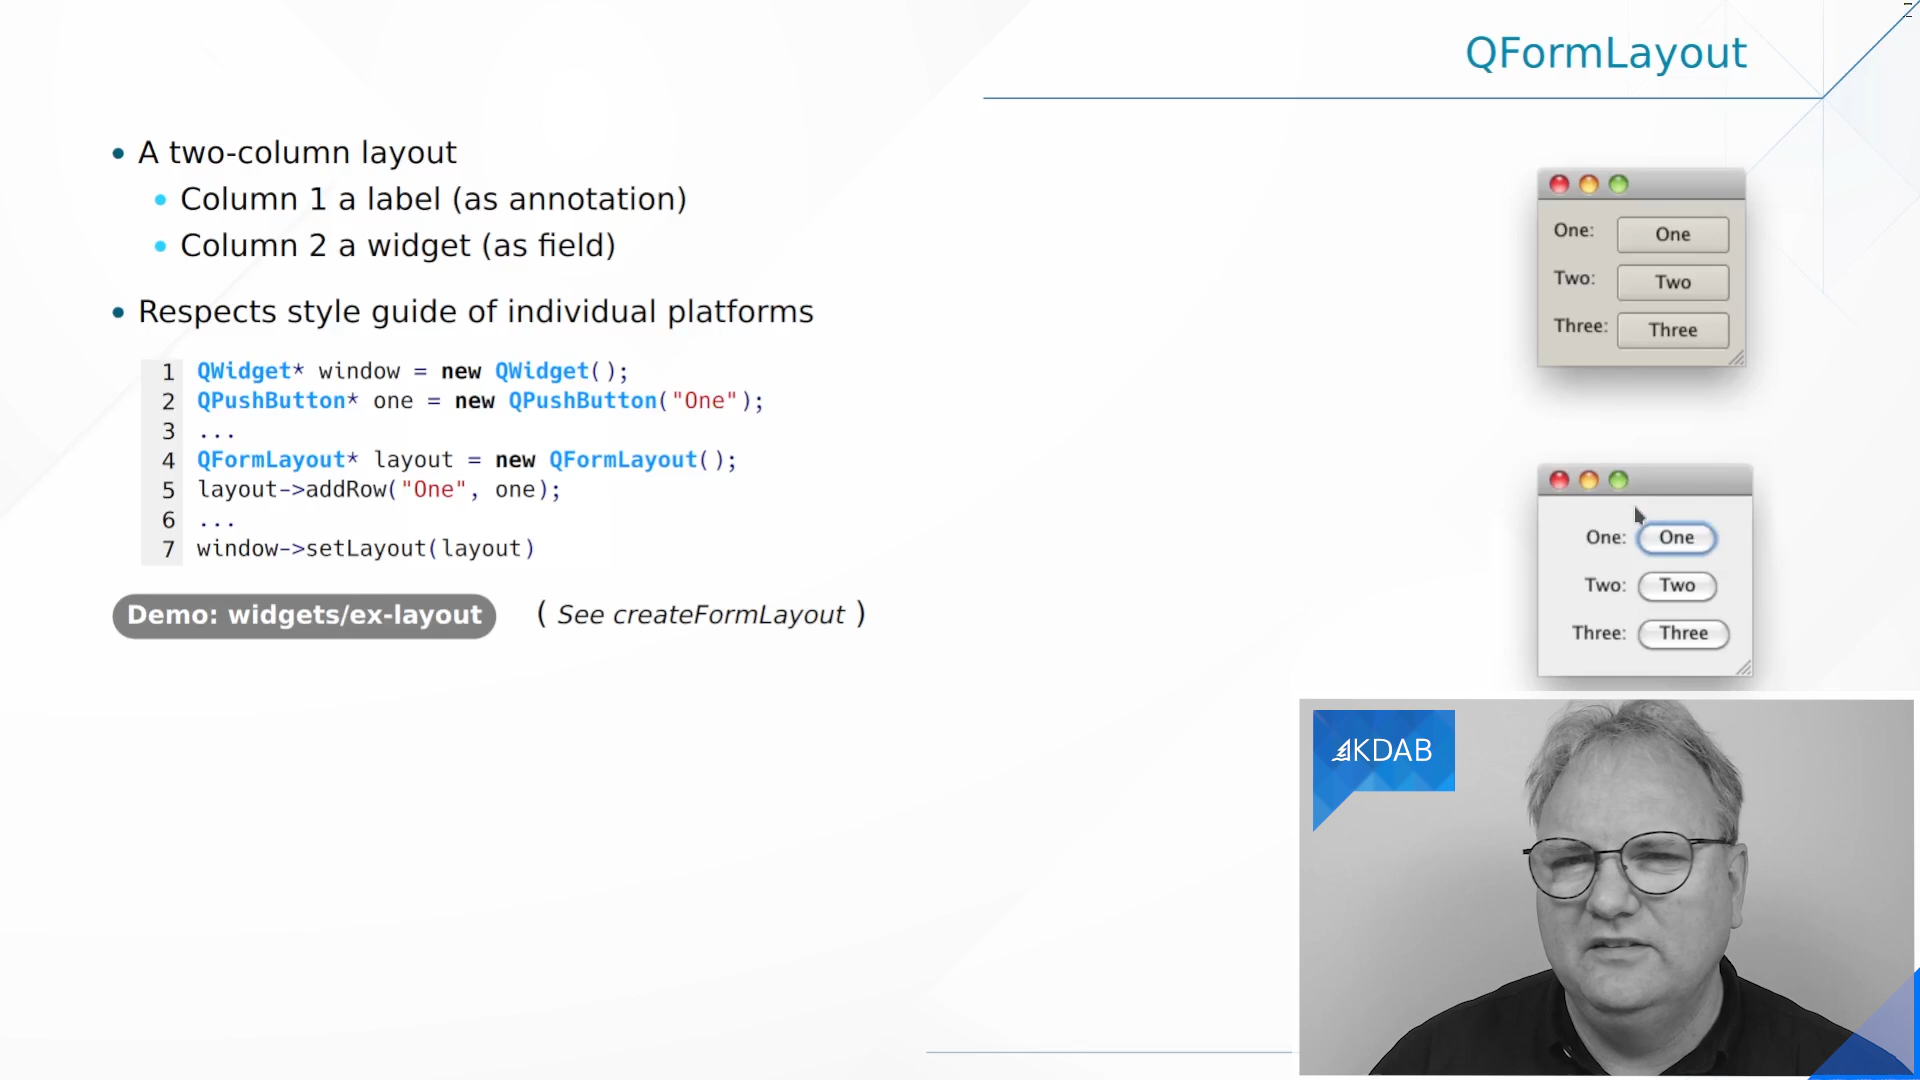 QFormLayout
• A two-column layout
• Column 1 a label (as annotation)
• Column 2 a widget (as field)
• Respects style guide of individual platforms
1 QWidget* window = new QWidget();
2 QPushButton* one = new QPushButton("One");
3 ...
4 QFormLayout* layout = new QFormLayout();
5 layout->addRow("One", one);
6 ...
7 window->setLayout(layout)
Demo: widgets/ex-layout ( See createFormLayout )
One: One
Two: Two
Three: Three
One: One
Two: Two
Three: Three
KDAB